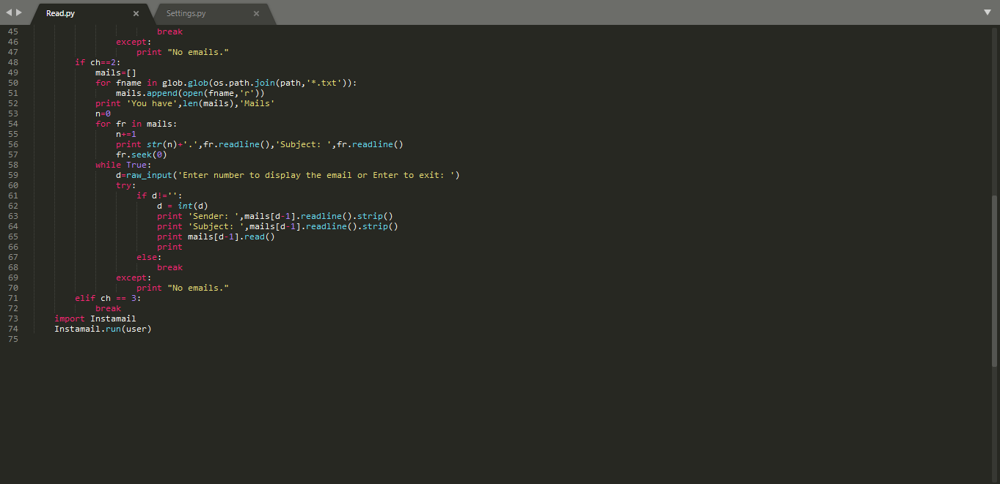 Read.py × Settings.py ×
45 break
46 except:
47 print "No emails."
48 if ch==2:
49 mails=[]
50 for fname in glob.glob(os.path.join(path,'*.txt')):
51 mails.append(open(fname,'r'))
52 print 'You have',len(mails),'Mails'
53 n=0
54 for fr in mails:
55 n+=1
56 print str(n)+'.',fr.readline(),'Subject: ',fr.readline()
57 fr.seek(0)
58 while True:
59 d=raw_input('Enter number to display the email or Enter to exit: ')
60 try:
61 if d!='':
62 d = int(d)
63 print 'Sender: ',mails[d-1].readline().strip()
64 print 'Subject: ',mails[d-1].readline().strip()
65 print mails[d-1].read()
66 print
67 else:
68 break
69 except:
70 print "No emails."
71 elif ch == 3:
72 break
73 import Instamail
74 Instamail.run(user)
75